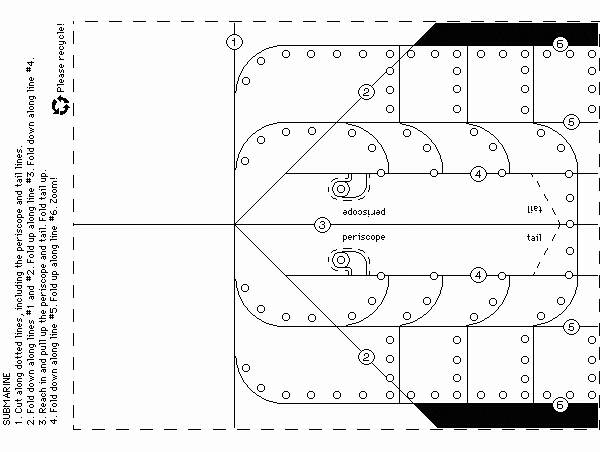 SUBMARINE
1. Cut along dotted lines, including the periscope and tail lines.
2. Fold down along lines #1 and #2. Fold up along line #3. Fold down along line #4.
3. Reach in and pull up the periscope and tail. Fold tail up.
4. Fold down along line #5. Fold up along line #6. Zoom!
Please recycle!
1
6
2
5
4
periscope
tail
3
periscope
tail
4
5
2
6